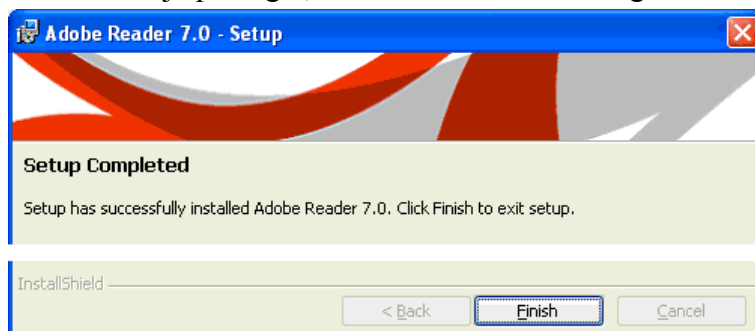 Adobe Reader 7.0 - Setup
Setup Completed
Setup has successfully installed Adobe Reader 7.0. Click Finish to exit setup.
InstallShield
< Back Finish Cancel